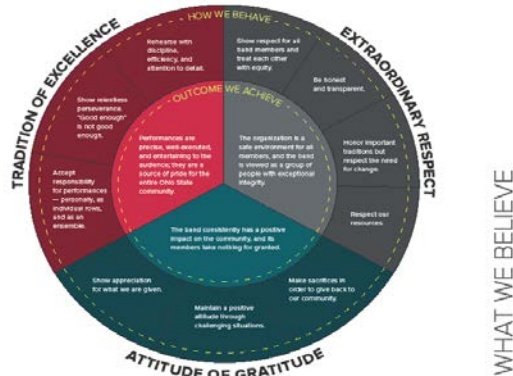 HOW WE BEHAVE
TRADITION OF EXCELLENCE
Rehearse with
discipline,
efficiency, and
attention to detail.
Show relentless
perseverance.
"Good enough"
is not good
enough.
Accept
responsibility
for performances
— personally, as
individual rows,
and as an
ensemble.
EXTRAORDINARY RESPECT
Show respect for all
band members and
treat each other
with equity.
Be honest
and transparent.
Honor important
traditions but
respect the need
for change.
Respect our
resources.
OUTCOME WE ACHIEVE
Performances are
precise, well-executed,
and entertaining to the
audience; they are a
source of pride for the
entire Ohio State
community.
The organization is a
safe environment for all
members, and the band
is viewed as a group of
people with exceptional
integrity.
The band consistently has a positive
impact on the community, and its
members take nothing for granted.
Show appreciation
for what we are given.
Maintain a positive
attitude through
challenging situations.
Make sacrifices in
order to give back to
our community.
ATTITUDE OF GRATITUDE
WHAT WE BELIEVE